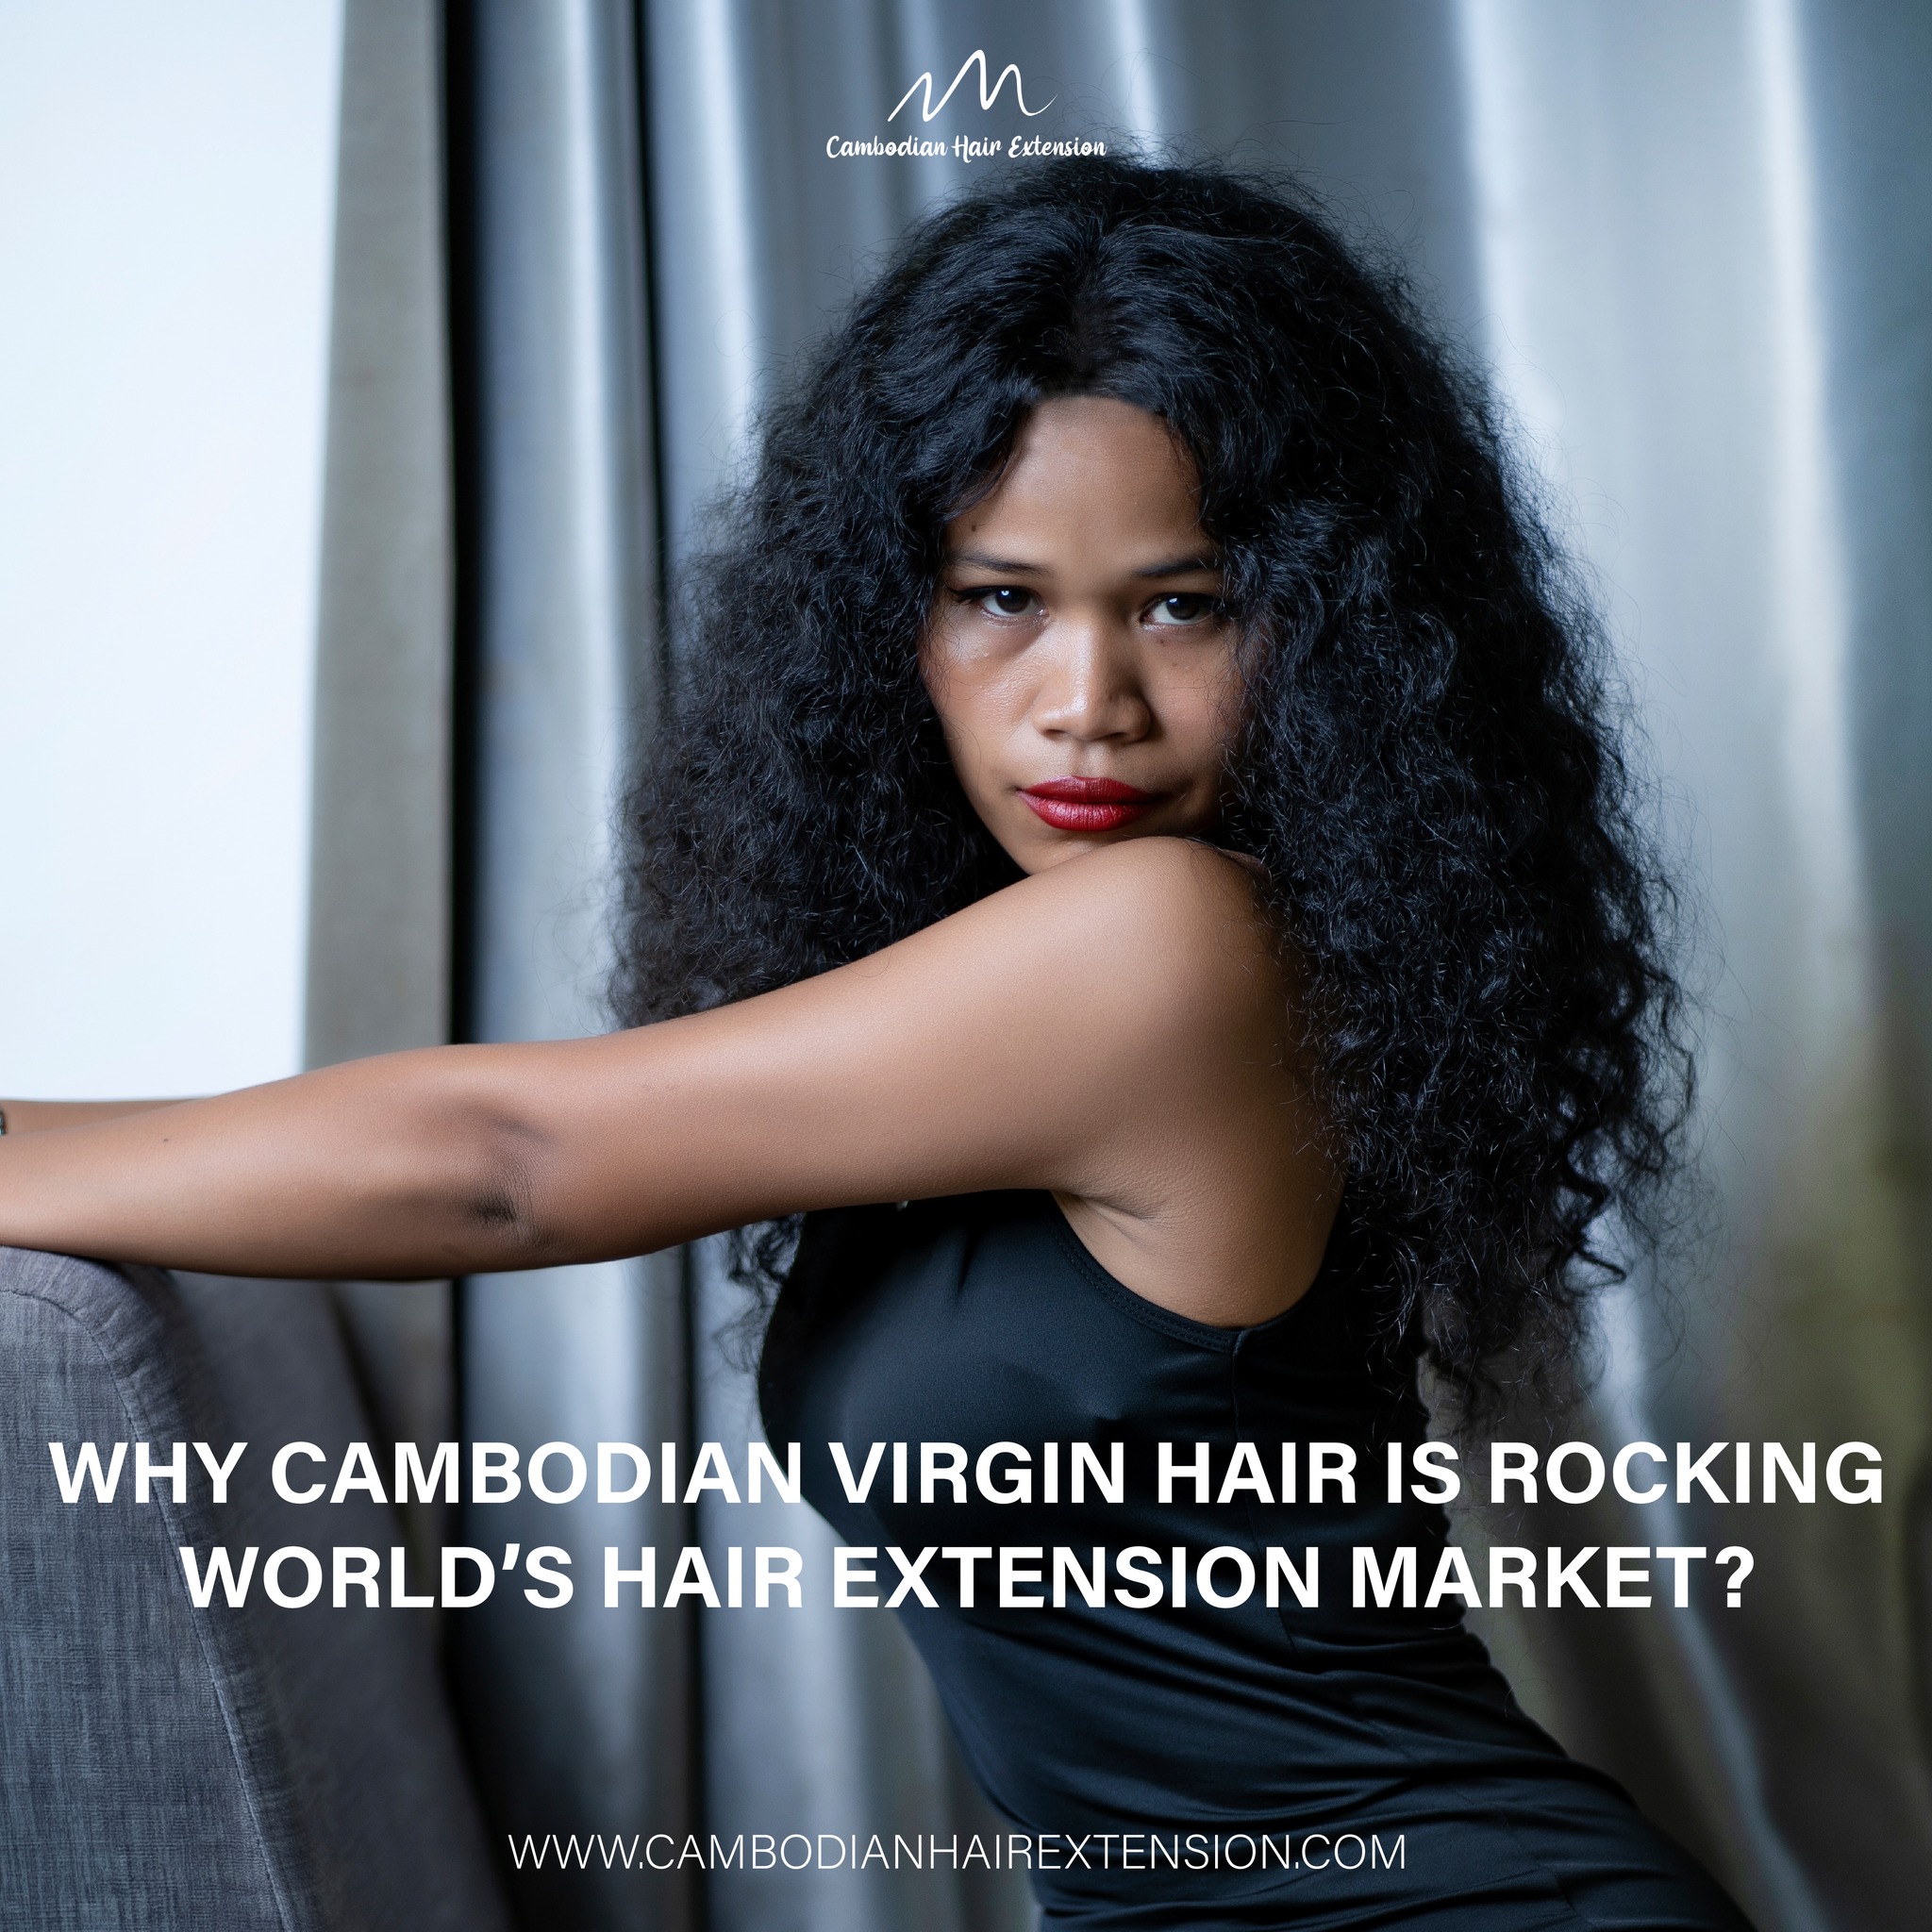 Cambodian Hair Extension
WHY CAMBODIAN VIRGIN HAIR IS ROCKING
WORLD’S HAIR EXTENSION MARKET?
WWW.CAMBODIANHAIREXTENSION.COM